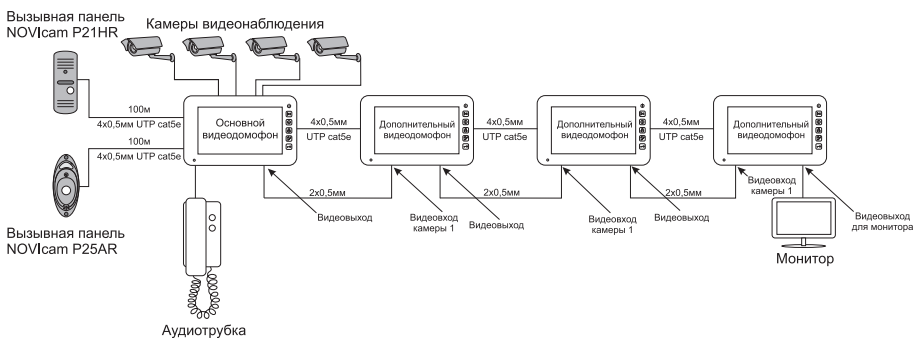 Вызывная панель
NOVIcam P21HR
Камеры видеонаблюдения
100м
4x0,5мм UTP cat5e
100м
4x0,5мм UTP cat5e
Основной
видеодомофон
4x0,5мм
UTP cat5e
Дополнительный
видеодомофон
4x0,5мм
UTP cat5e
Дополнительный
видеодомофон
4x0,5мм
UTP cat5e
Дополнительный
видеодомофон
2x0,5мм
Видеовыход
Видеовход
камеры 1
2x0,5мм
Видеовыход
Видеовход
камеры 1
2x0,5мм
Видеовыход
Видеовход
камеры 1
Видеовыход
для монитора
Вызывная панель
NOVIcam P25AR
Монитор
Аудиотрубка